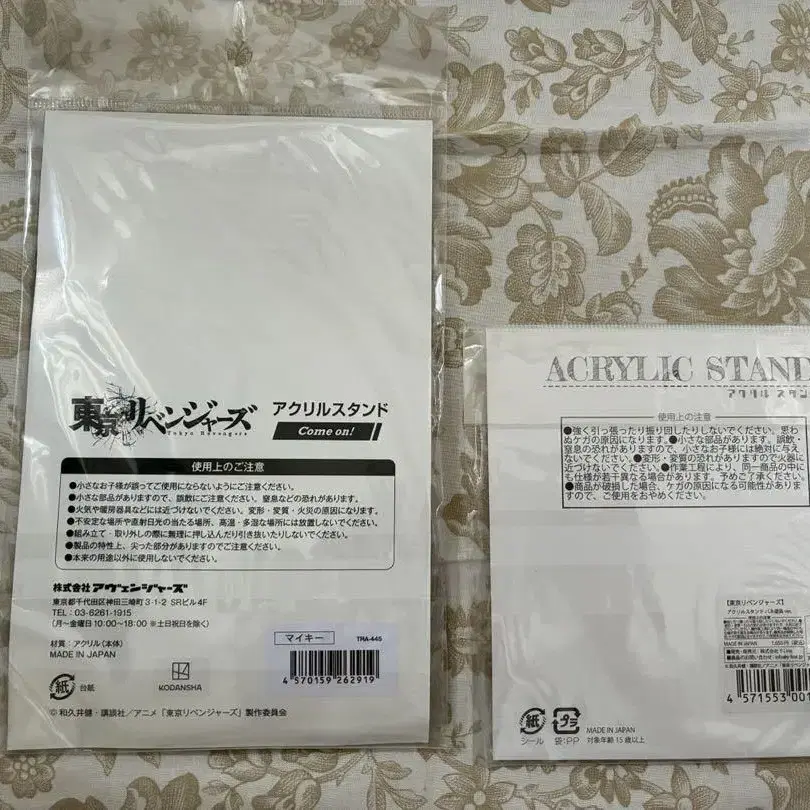 東京リベンジャーズ
Tokyo Revengers
アクリルスタンド
Come on!
使用上のご注意
●小さなお子様が誤ってご使用にならないようにご注意ください。
●小さな部品がありますので、誤飲にご注意ください。窒息などの恐れがあります。
●火気や暖房器具などには近づけないでください。変形・変質・火災の原因になります。
●不安定な場所や直射日光の当たる場所、高温・多湿な場所には放置しないでください。
●組み立て・取り外しの際に無理に押し込んだり引き抜いたりしないでください。
●製品の特性上、尖った部分がありますのでご注意ください。
●本来の用途以外に使用しないでください。
株式会社アヴェンジャーズ
東京都千代田区神田三崎町3-1-2 SRビル4F
TEL：03-6261-1915
(月〜金曜日 10:00〜18:00 ※土日祝日を除く)
材質：アクリル（本体）
MADE IN JAPAN
マイキー
TRA-445
4 570159 262919
紙 台紙
KODANSHA
© 和久井健・講談社／アニメ「東京リベンジャーズ」製作委員会
ACRYLIC STAND
アクリル スタン
使用上の注意
●強く引っ張ったり振り回したりしないでください。思わ
ぬケガの原因になります。●小さな部品があります。誤飲、
窒息の恐れがありますので、小さなお子様には絶対に与え
ないでください。●変形・変質の恐れがありますので火器に
近づけないでください。●作業工程により、同一商品の中に
も仕様が若干異なる場合があります。予めご了承ください。
●商品が破損した場合、ケガの原因になる可能性がありま
すので、ご使用をおやめください。
【東京リベンジャーズ】
MADE IN JAPAN
4 571553 001
紙 プラ
シール 袋：PP
MADE IN JAPAN
対象年齢 15 歳以上